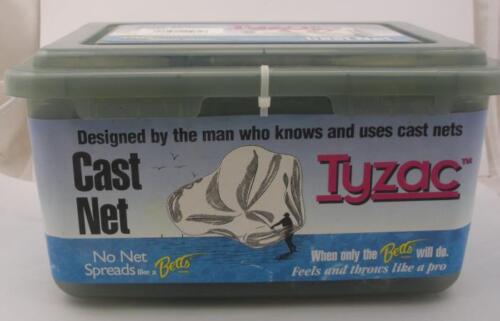 Designed by the man who knows and uses cast nets
Cast
Net
Tyzac™
No Net
Spreads like a Betts
When only the Betts will do.
Feels and throws like a pro